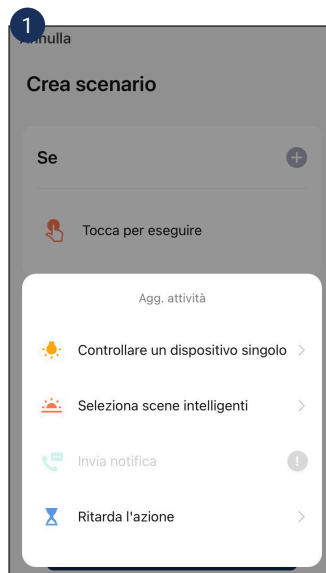 1
Annulla
Crea scenario
Se
Tocca per eseguire
Agg. attività
Controllare un dispositivo singolo
Seleziona scene intelligenti
Invia notifica
Ritarda l'azione